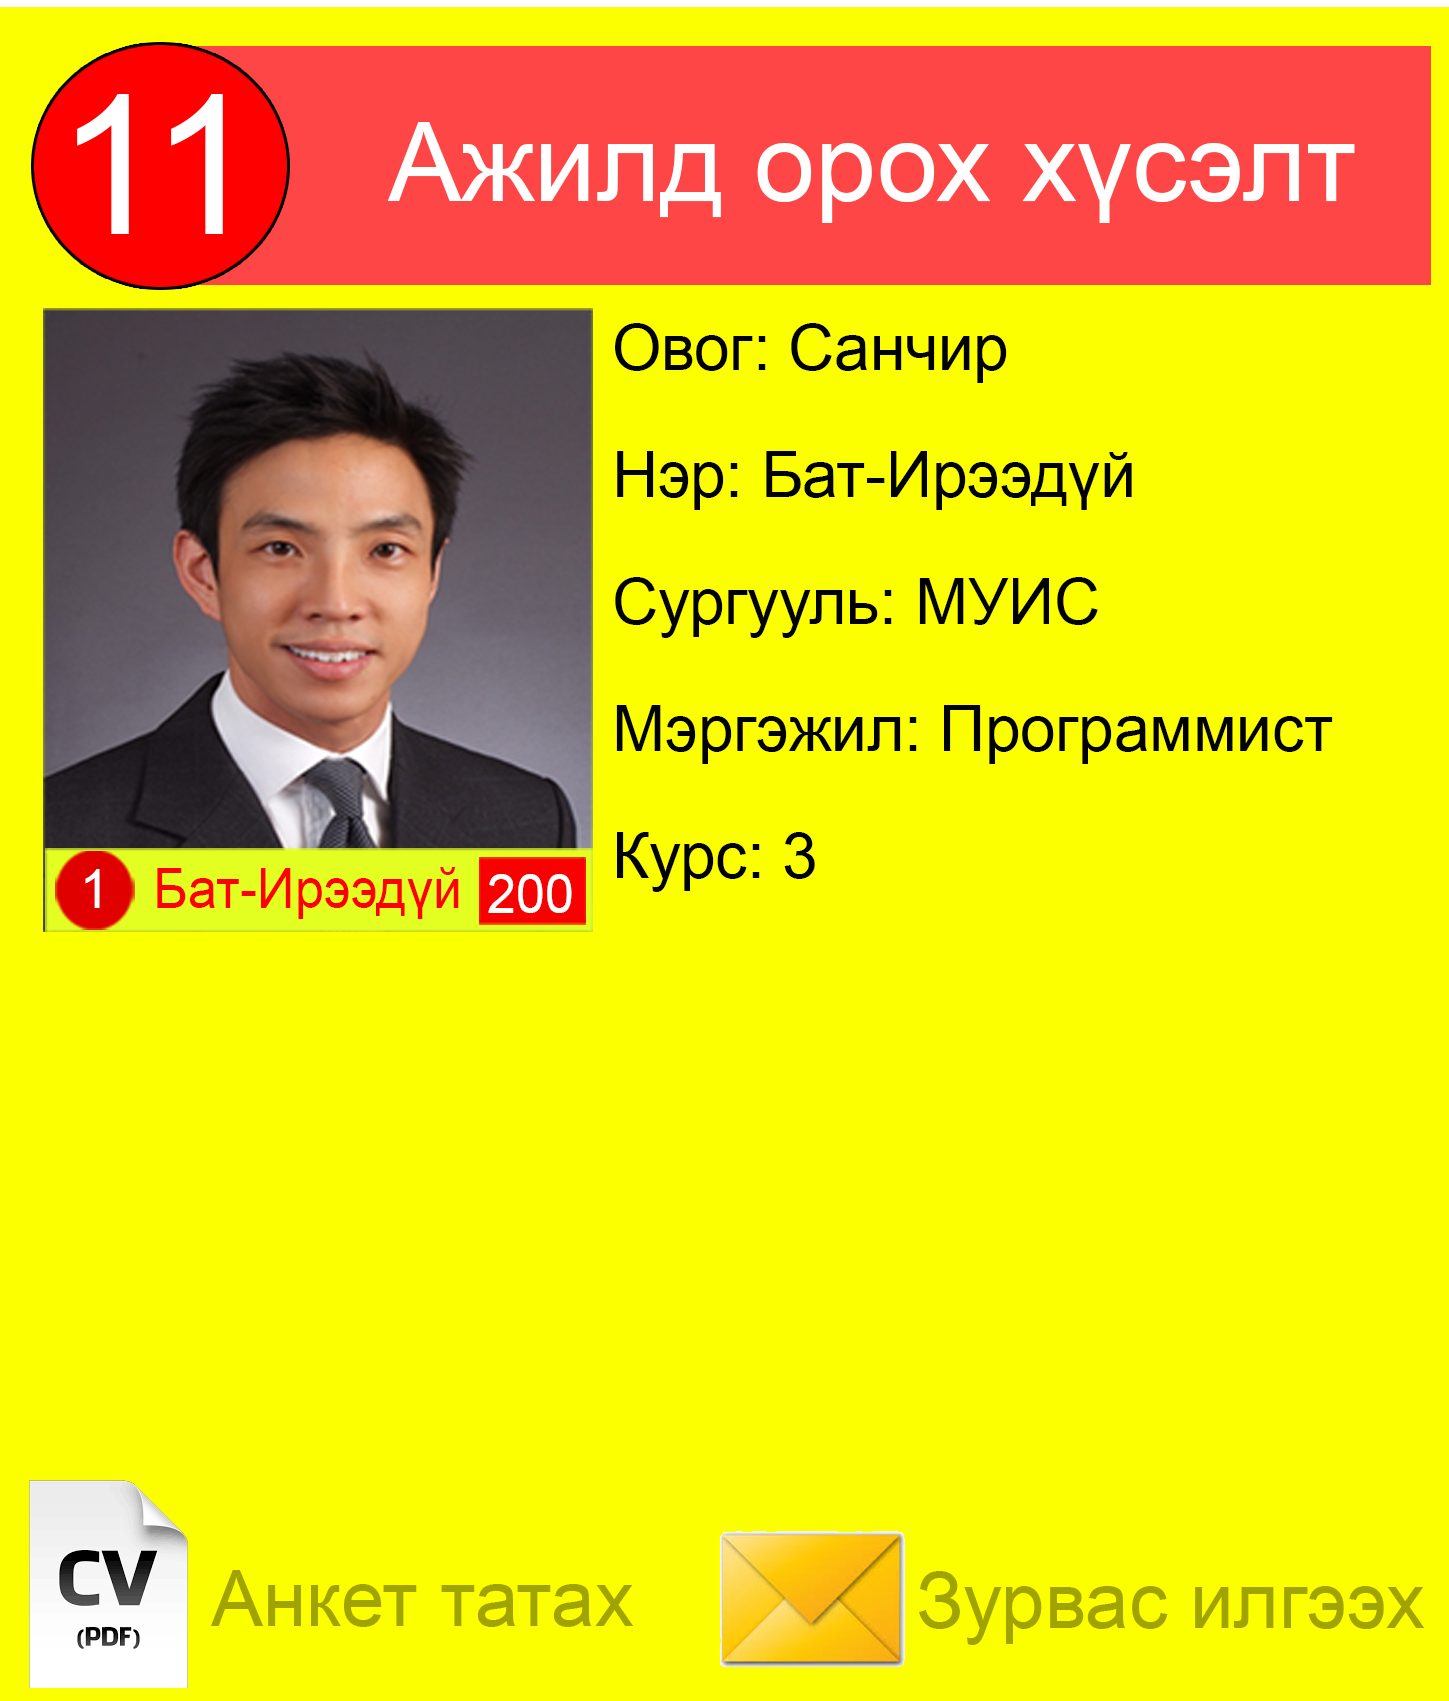 11
Ажилд орох хүсэлт
Овог: Санчир
Нэр: Бат-Ирээдүй
Сургууль: МУИС
Мэргэжил: Программист
Курс: 3
1 Бат-Ирээдүй 200
CV
(PDF)
Анкет татах
Зурвас илгээх